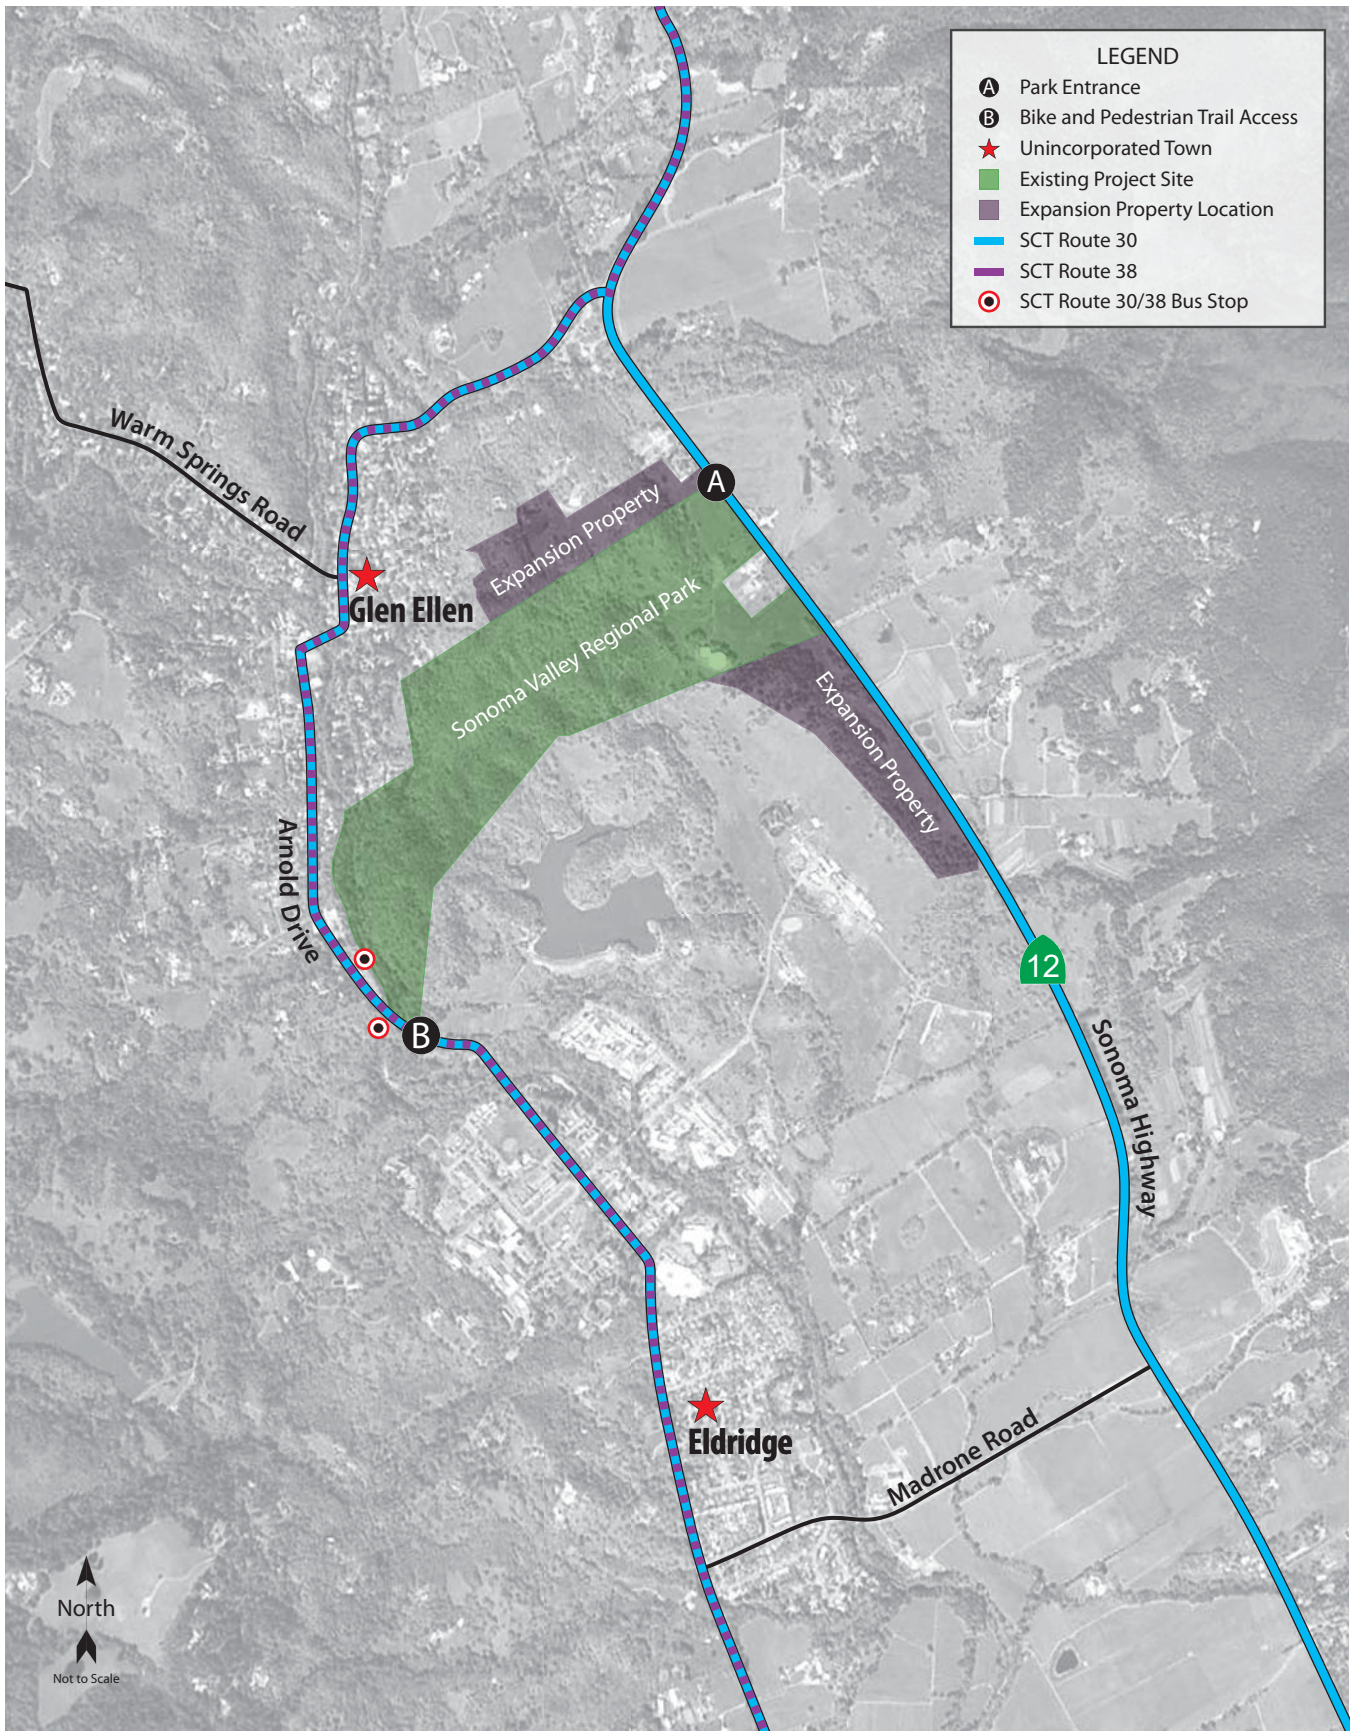 LEGEND
A Park Entrance
B Bike and Pedestrian Trail Access
Unincorporated Town
Existing Project Site
Expansion Property Location
SCT Route 30
SCT Route 38
SCT Route 30/38 Bus Stop
Warm Springs Road
A
Expansion Property
Glen Ellen
Sonoma Valley Regional Park
Expansion Property
Arnold Drive
12
B
Sonoma Highway
Eldridge
Madrone Road
North
Not to Scale